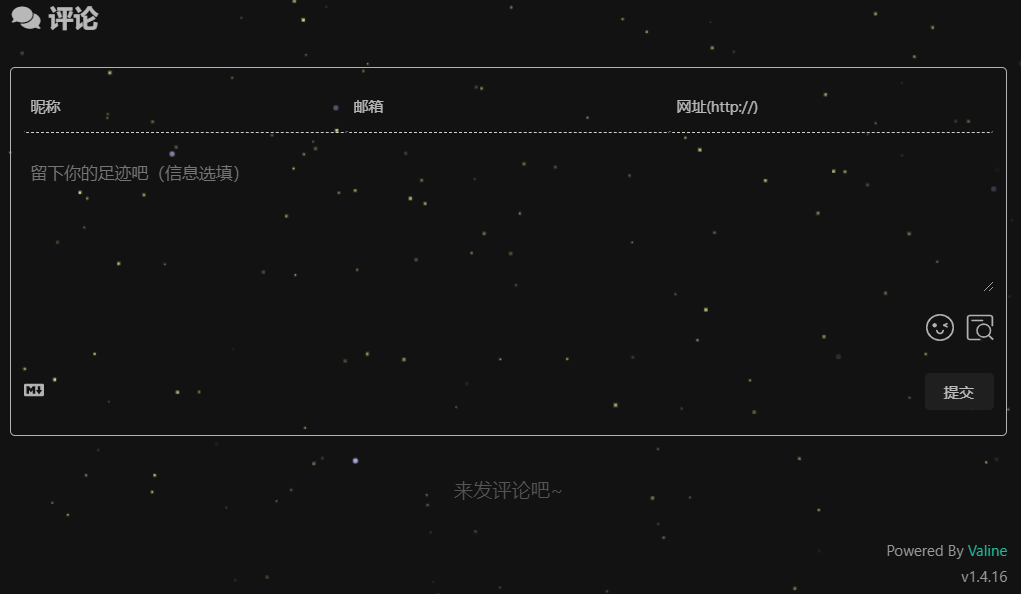 评论
昵称 邮箱 网址(http://)
留下你的足迹吧（信息选填）
M
提交
来发评论吧~
Powered By Valine
v1.4.16